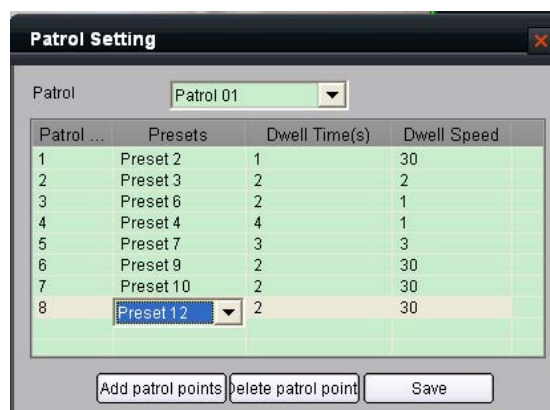 Patrol Setting
Patrol
Patrol 01
Patrol ... Presets Dwell Time(s) Dwell Speed
1 Preset 2 1 30
2 Preset 3 2 2
3 Preset 6 2 1
4 Preset 4 4 1
5 Preset 7 3 3
6 Preset 9 2 30
7 Preset 10 2 30
8 Preset 12 2 30
Add patrol points Delete patrol point Save